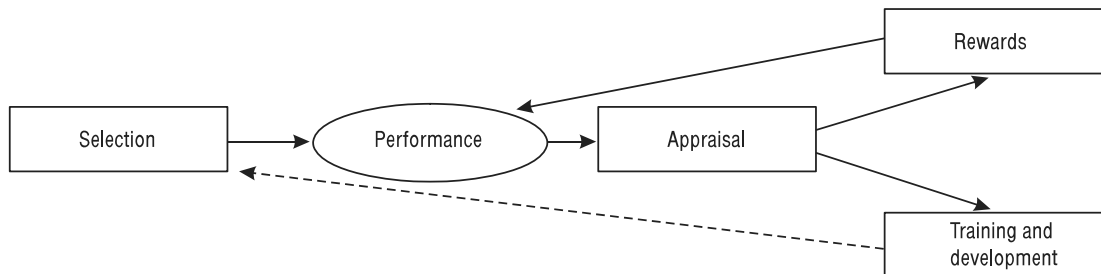 Rewards
Selection
Performance
Appraisal
Training and
development